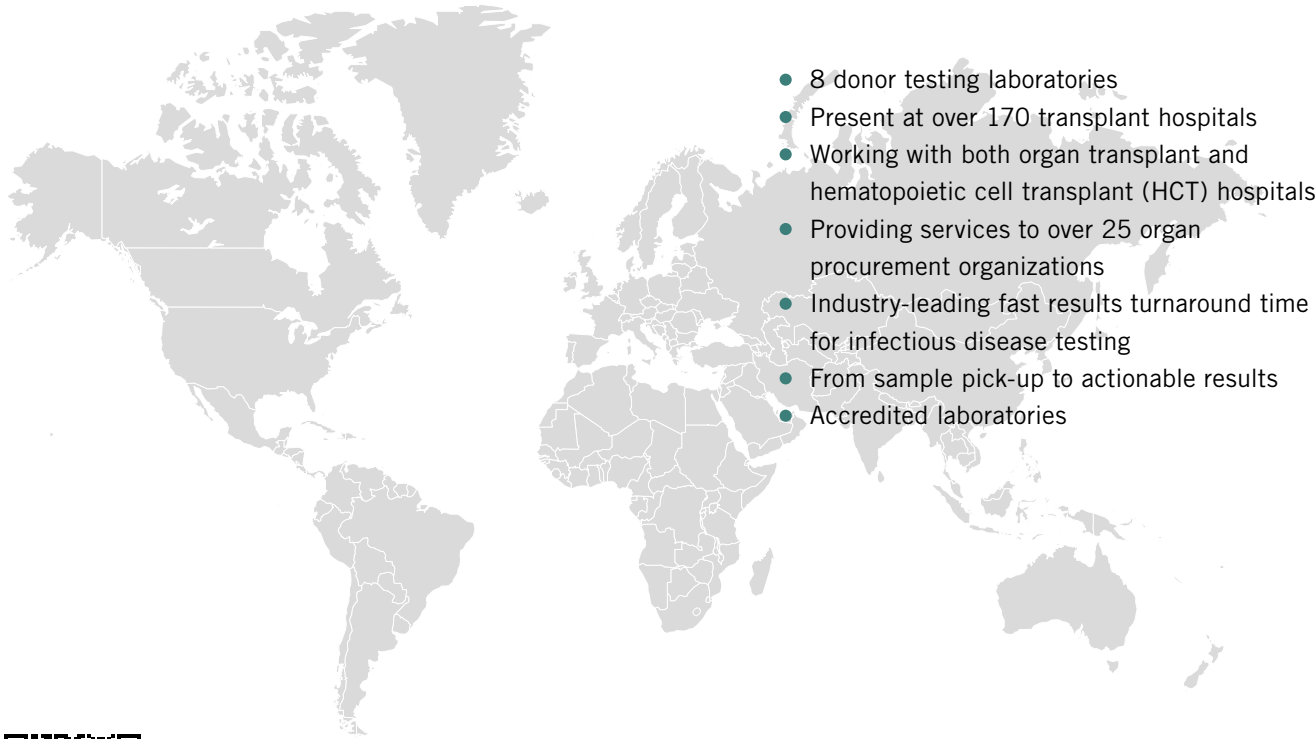 ● 8 donor testing laboratories
● Present at over 170 transplant hospitals
● Working with both organ transplant and
hematopoietic cell transplant (HCT) hospitals
● Providing services to over 25 organ
procurement organizations
● Industry-leading fast results turnaround time
for infectious disease testing
● From sample pick-up to actionable results
● Accredited laboratories